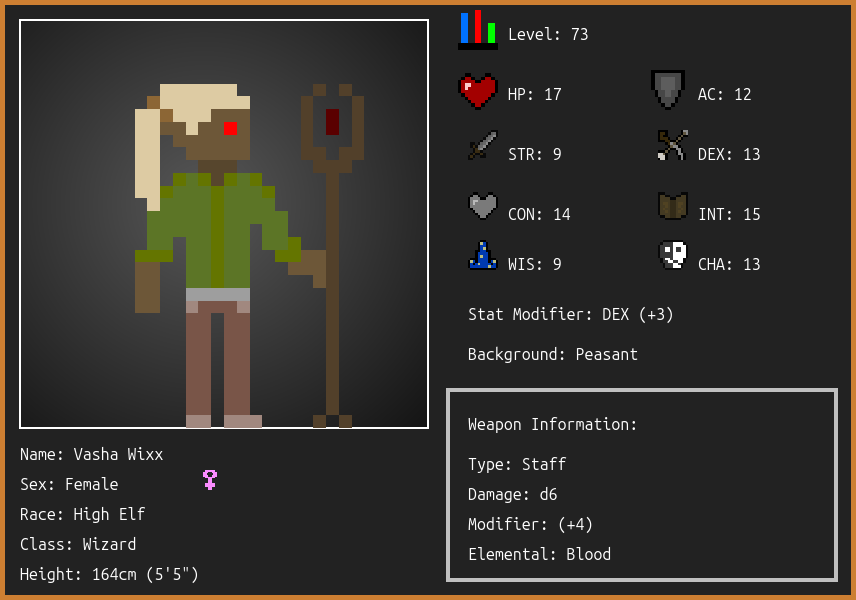 Level: 73
HP: 17
AC: 12
STR: 9
DEX: 13
CON: 14
INT: 15
WIS: 9
CHA: 13
Stat Modifier: DEX (+3)
Background: Peasant
Weapon Information:
Type: Staff
Damage: d6
Modifier: (+4)
Elemental: Blood
Name: Vasha Wixx
Sex: Female
Race: High Elf
Class: Wizard
Height: 164cm (5'5")